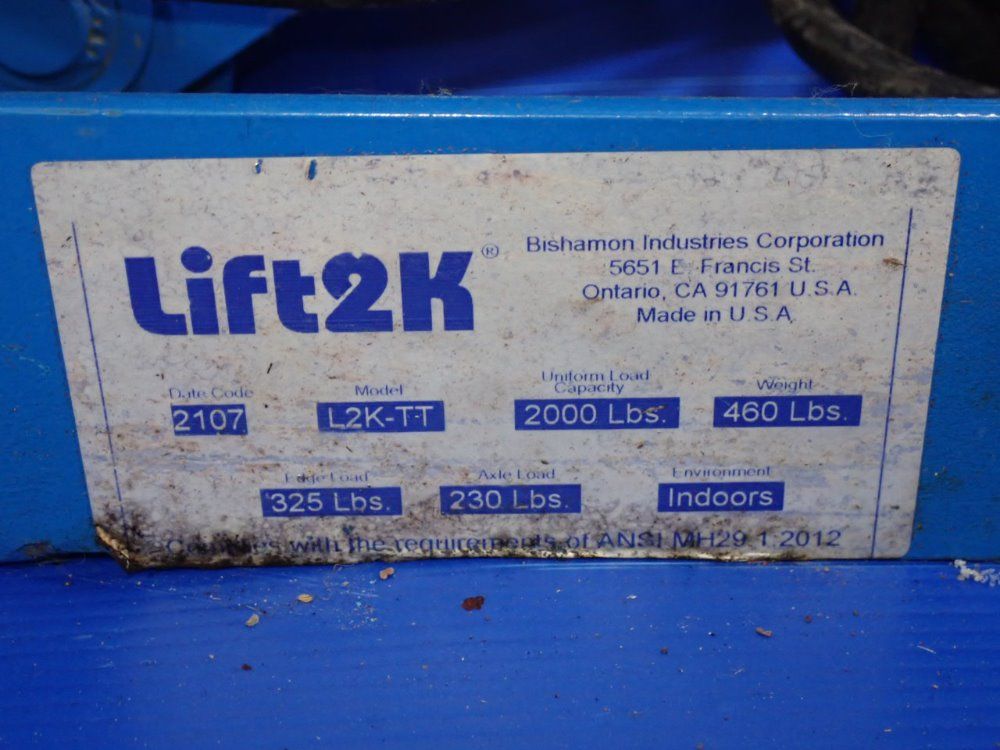 Lift2K®
Bishamon Industries Corporation
5651 E. Francis St.
Ontario, CA 91761 U.S.A.
Made in U.S.A.
Date Code
2107
Model
L2K-TT
Uniform Load
Capacity
2000 Lbs.
Weight
460 Lbs.
Edge Load
325 Lbs.
Axle Load
230 Lbs.
Environment
Indoors
Complies with the requirements of ANSI MH29.1:2012